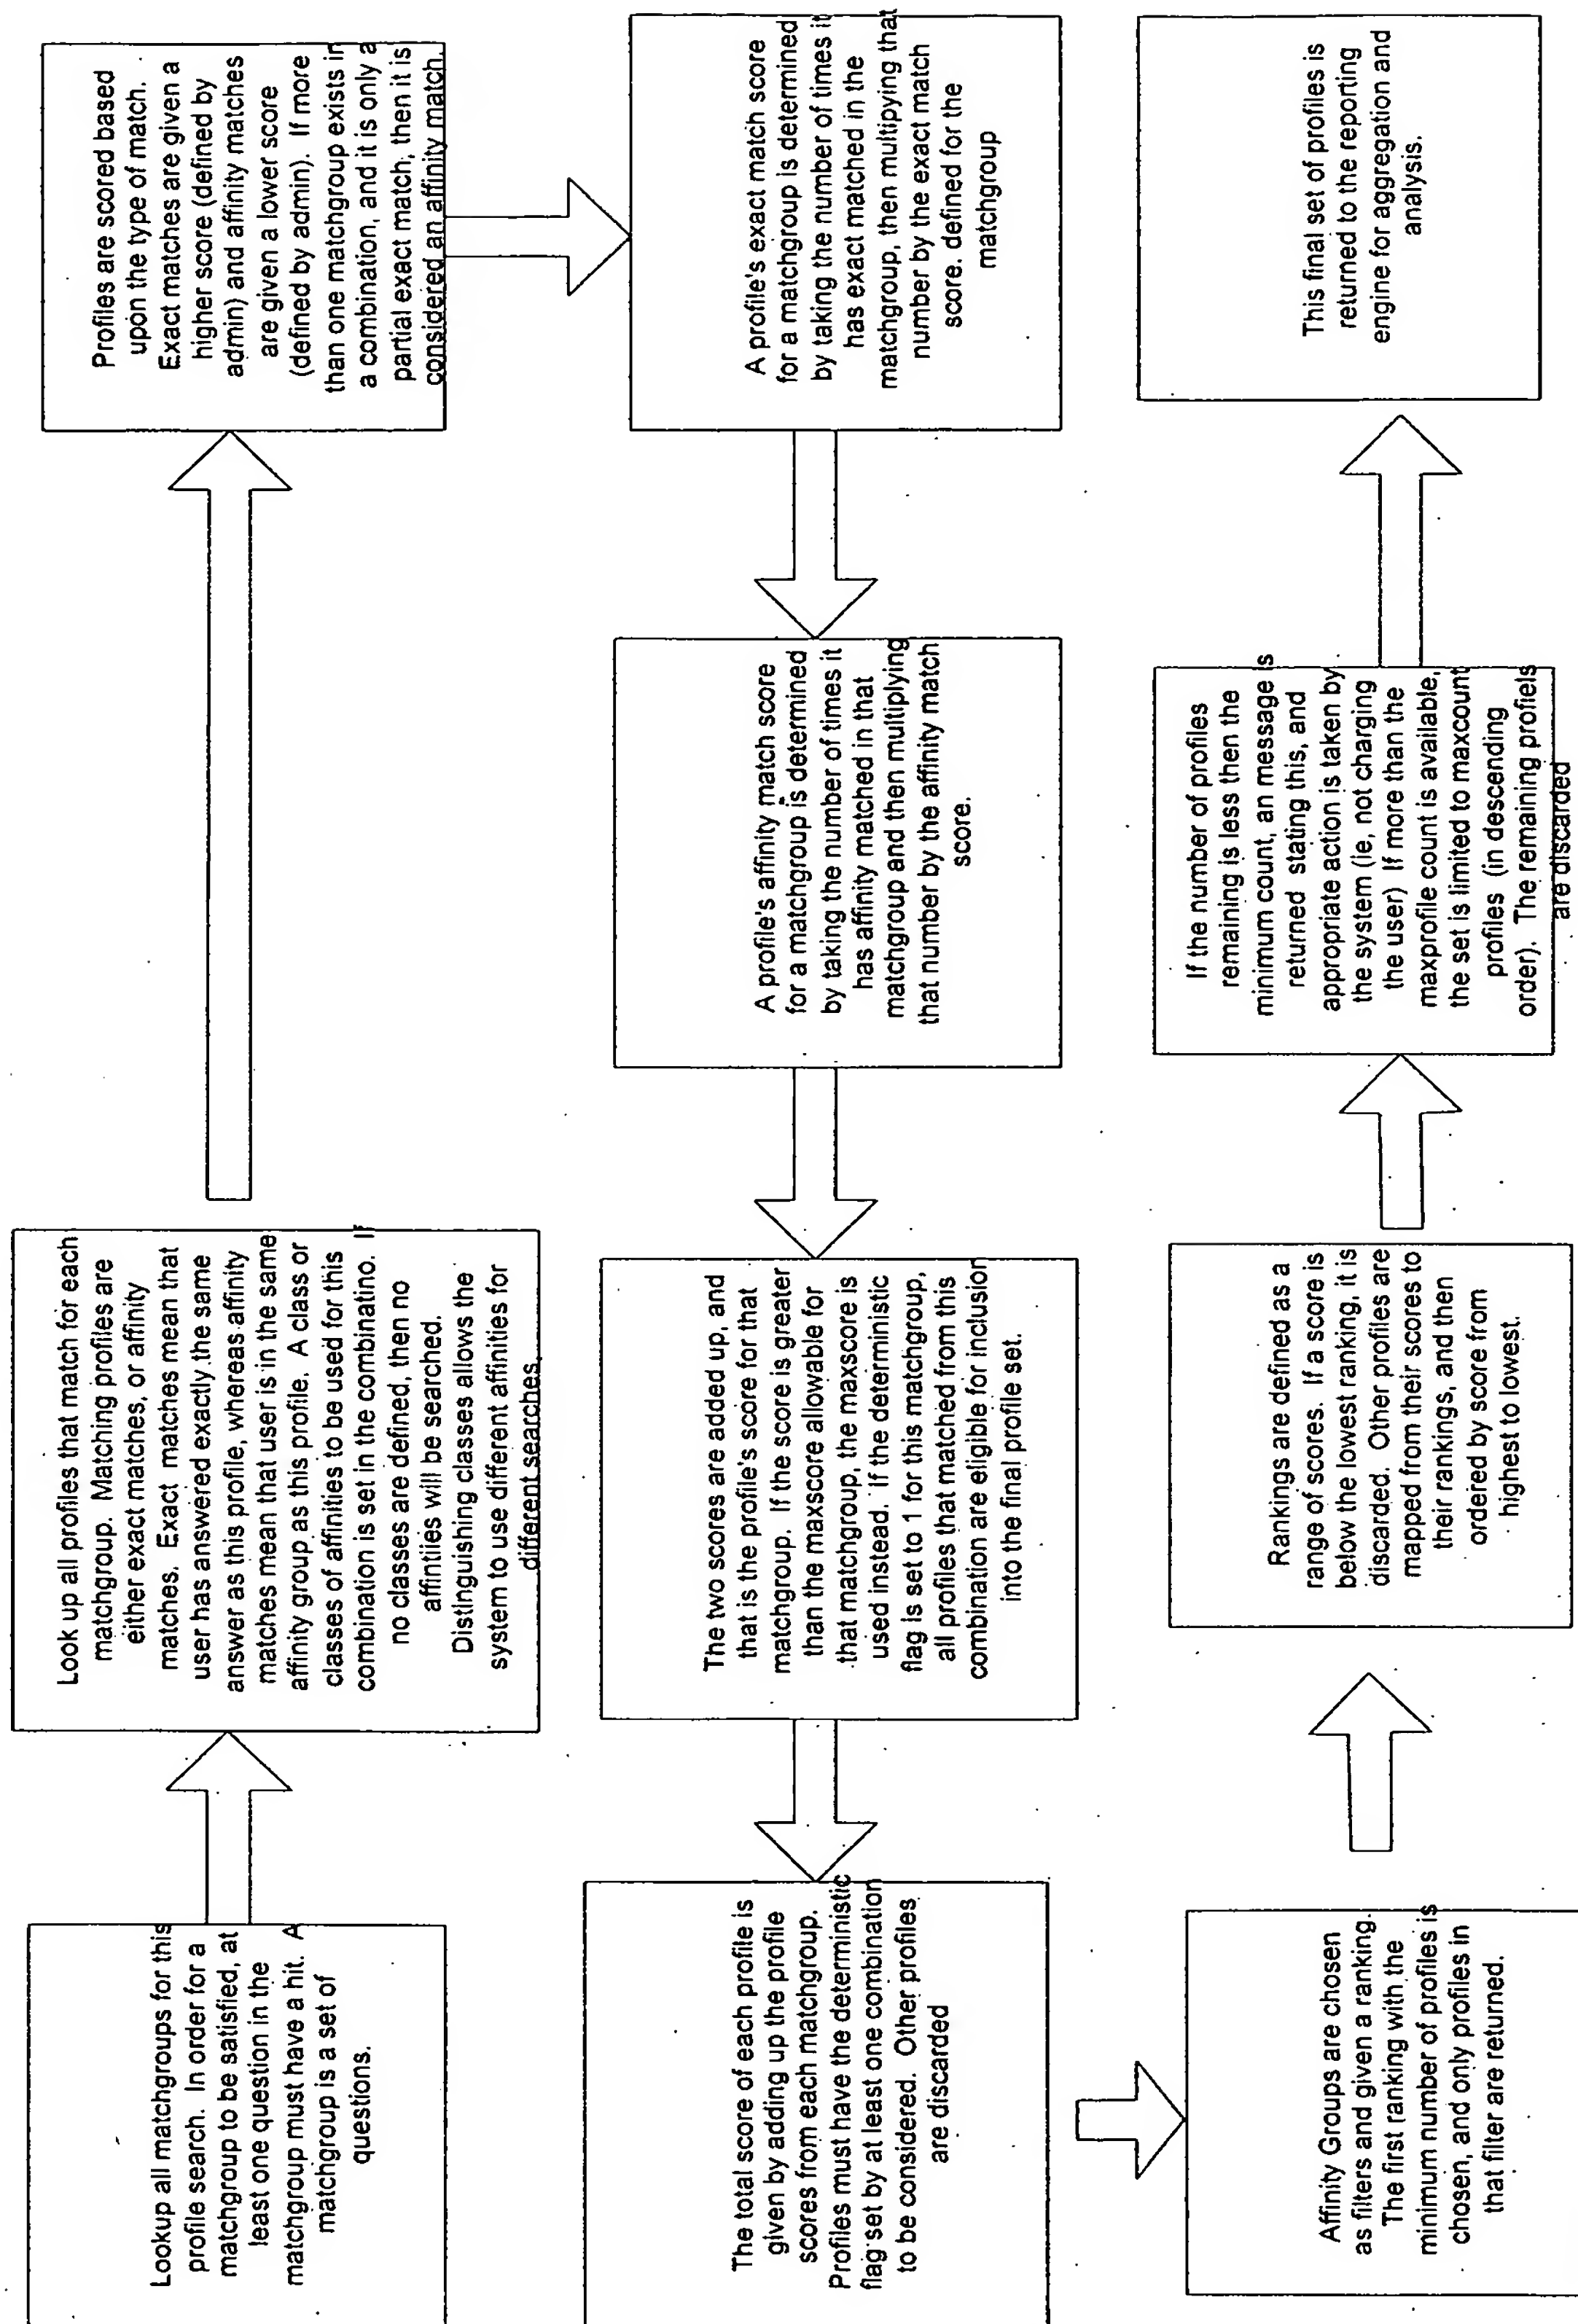 Lookup all matchgroups for this
profile search. In order for a
matchgroup to be satisfied, at
least one question in the
matchgroup must have a hit. A
matchgroup is a set of
questions.
Look up all profiles that match for each
matchgroup. Matching profiles are
either exact matches, or affinity
matches. Exact matches mean that
user has answered exactly the same
answer as this profile, whereas affinity
matches mean that user is in the same
affinity group as this profile. A class or
classes of affinities to be used for this
combination is set in the combinatino. If
no classes are defined, then no
affintiies will be searched.
Distinguishing classes allows the
system to use different affinities for
different searches.
Profiles are scored based
upon the type of match.
Exact matches are given a
higher score (defined by
admin) and affinity matches
are given a lower score
(defined by admin). If more
than one matchgroup exists in
a combination, and it is only a
partial exact match, then it is
considered an affinity match.
A profile's exact match score
for a matchgroup is determined
by taking the number of times it
has exact matched in the
matchgroup, then multipying that
number by the exact match
score. defined for the
matchgroup
A profile's affinity match score
for a matchgroup is determined
by taking the number of times it
has affinity matched in that
matchgroup and then multiplying
that number by the affinity match
score.
The two scores are added up, and
that is the profile's score for that
matchgroup. If the score is greater
than the maxscore allowable for
that matchgroup, the maxscore is
used instead. If the deterministic
flag is set to 1 for this matchgroup,
all profiles that matched from this
combination are eligible for inclusion
into the final profile set.
The total score of each profile is
given by adding up the profile
scores from each matchgroup.
Profiles must have the deterministic
flag set by at least one combination
to be considered. Other profiles
are discarded
Affinity Groups are chosen
as filters and given a ranking.
The first ranking with the
minimum number of profiles is
chosen, and only profiles in
that filter are returned.
Rankings are defined as a
range of scores. If a score is
below the lowest ranking, it is
discarded. Other profiles are
mapped from their scores to
their rankings, and then
ordered by score from
highest to lowest.
If the number of profiles
remaining is less then the
minimum count, an message is
returned stating this, and
appropriate action is taken by
the system (ie, not charging
the user) If more than the
maxprofile count is available,
the set is limited to maxcount
profiles (in descending
order). The remaining profiels
are discarded
This final set of profiles is
returned to the reporting
engine for aggregation and
analysis.